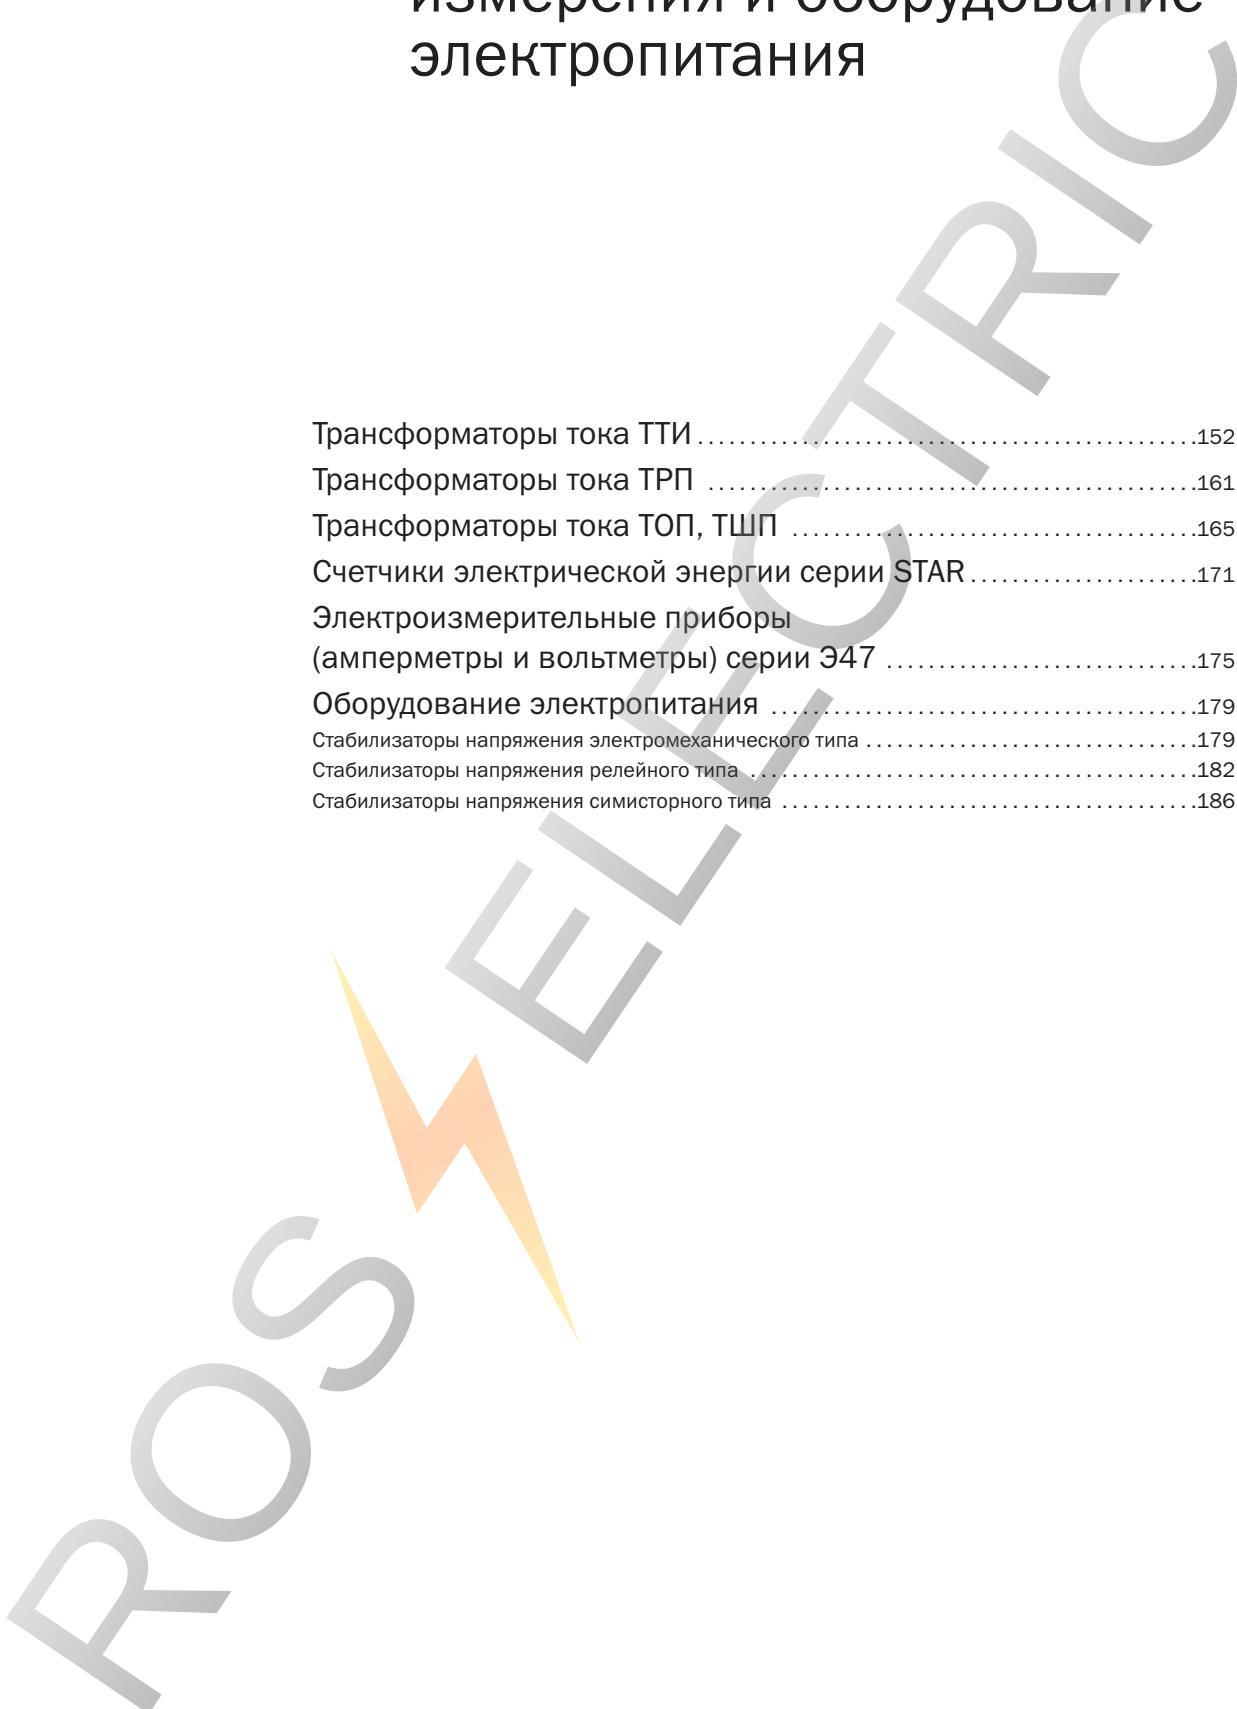 измерения и оборудование
электропитания
Трансформаторы тока ТТИ ................................................152
Трансформаторы тока ТРП ...............................................161
Трансформаторы тока ТОП, ТШП .......................................165
Счетчики электрической энергии серии STAR ......................171
Электроизмерительные приборы
(амперметры и вольтметры) серии Э47 ..............................175
Оборудование электропитания .........................................179
Стабилизаторы напряжения электромеханического типа ................................179
Стабилизаторы напряжения релейного типа ...........................................182
Стабилизаторы напряжения симисторного типа ........................................186
ROS ELECTRIC